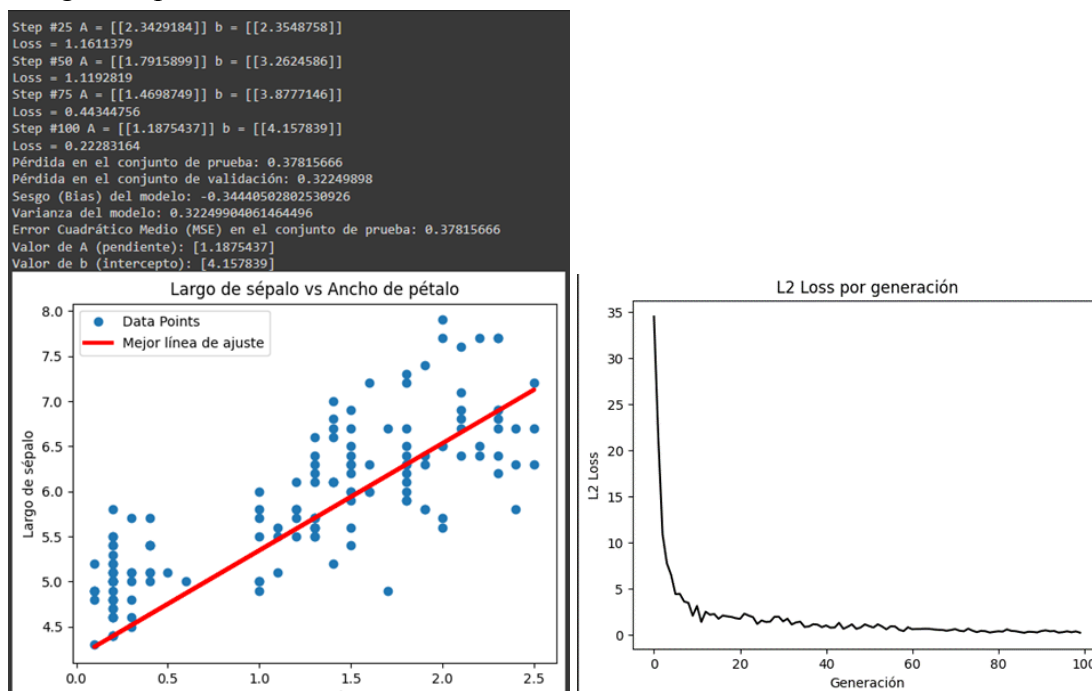 Step #25 A = [[2.3429184]] b = [[2.3548758]]
Loss = 1.1611379
Step #50 A = [[1.7915899]] b = [[3.2624586]]
Loss = 1.1192819
Step #75 A = [[1.4698749]] b = [[3.8777146]]
Loss = 0.44344756
Step #100 A = [[1.1875437]] b = [[4.157839]]
Loss = 0.22283164
Pérdida en el conjunto de prueba: 0.37815666
Pérdida en el conjunto de validación: 0.32249898
Sesgo (Bias) del modelo: -0.34440502802530926
Varianza del modelo: 0.32249904061464496
Error Cuadrático Medio (MSE) en el conjunto de prueba: 0.37815666
Valor de A (pendiente): [1.1875437]
Valor de b (intercepto): [4.157839]
Largo de sépalo vs Ancho de pétalo
Data Points
Mejor línea de ajuste
Largo de sépalo
8.0
7.5
7.0
6.5
6.0
5.5
5.0
4.5
0.0 0.5 1.0 1.5 2.0 2.5
L2 Loss por generación
L2 Loss
35
30
25
20
15
10
5
0
0 20 40 60 80 100
Generación